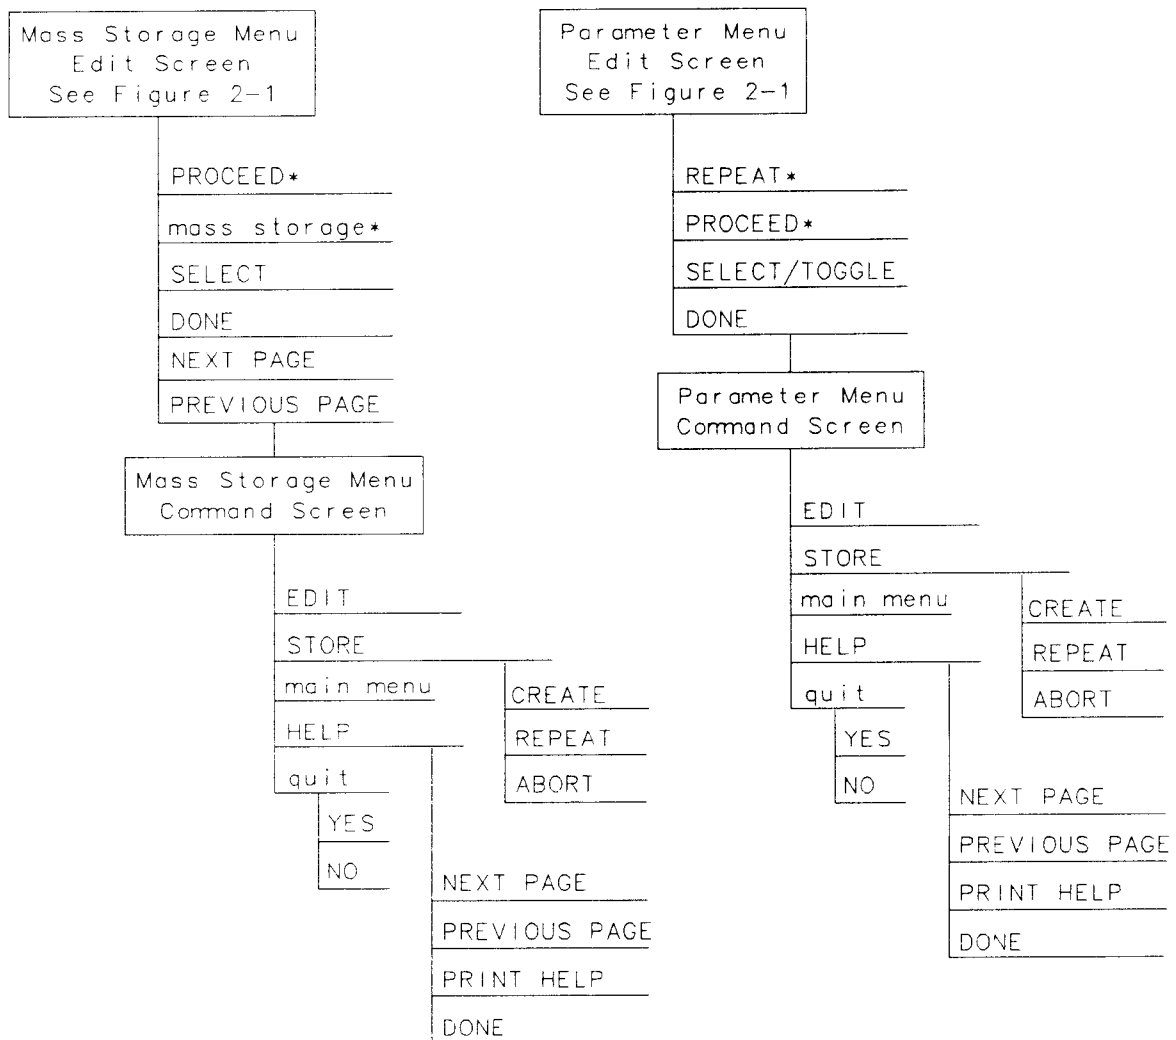 Mass Storage Menu
Edit Screen
See Figure 2-1
PROCEED*
mass storage*
SELECT
DONE
NEXT PAGE
PREVIOUS PAGE
Mass Storage Menu
Command Screen
EDIT
STORE
main menu
HELP
quit
CREATE
REPEAT
ABORT
YES
NO
NEXT PAGE
PREVIOUS PAGE
PRINT HELP
DONE
Parameter Menu
Edit Screen
See Figure 2-1
REPEAT*
PROCEED*
SELECT/TOGGLE
DONE
Parameter Menu
Command Screen
EDIT
STORE
main menu
HELP
quit
CREATE
REPEAT
ABORT
YES
NO
NEXT PAGE
PREVIOUS PAGE
PRINT HELP
DONE